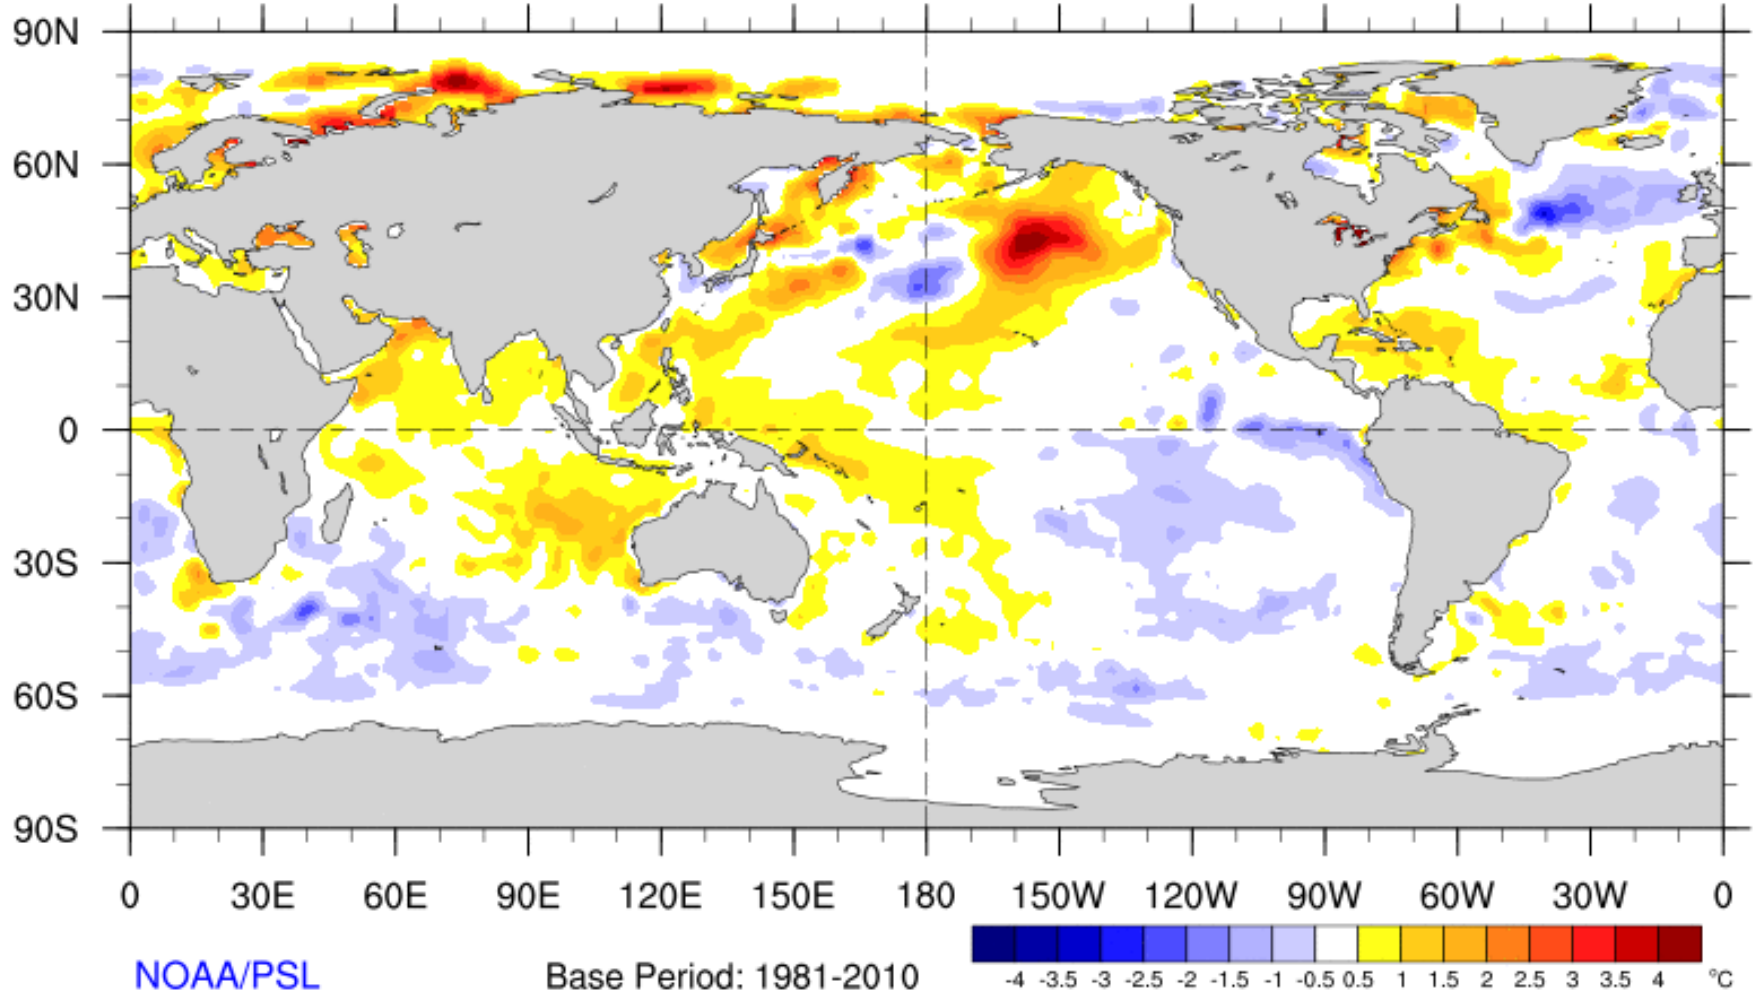 90N
60N
30N
0
30S
60S
90S
0 30E 60E 90E 120E 150E 180 150W 120W 90W 60W 30W 0
-4 -3.5 -3 -2.5 -2 -1.5 -1 -0.5 0.5 1 1.5 2 2.5 3 3.5 4 °C
NOAA/PSL Base Period: 1981-2010